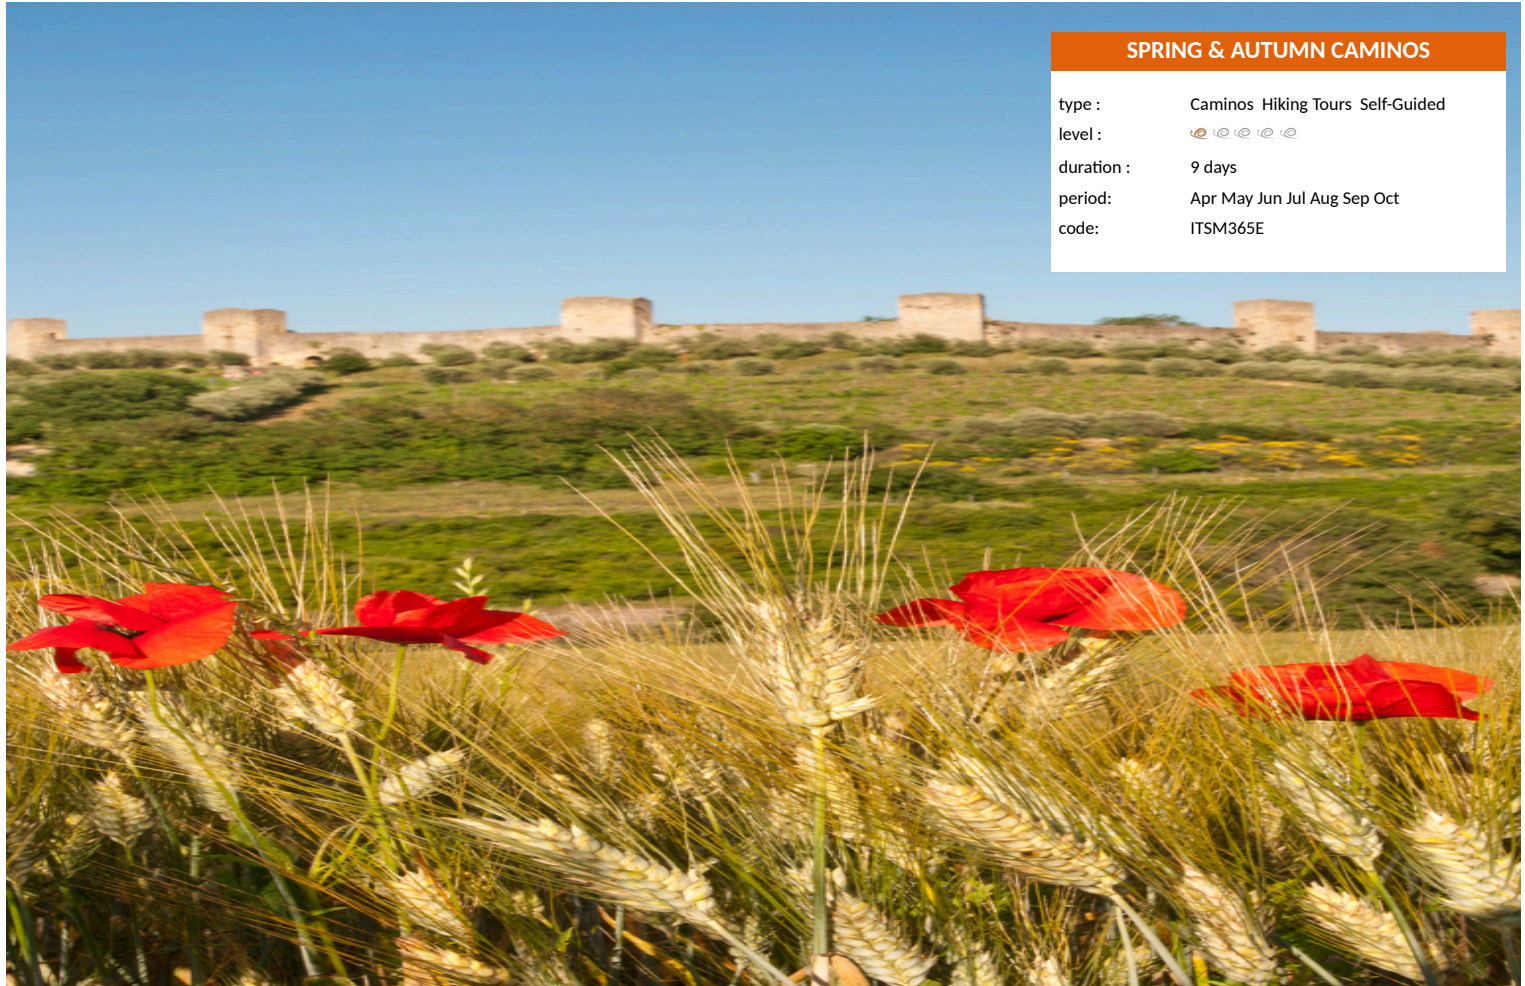 SPRING & AUTUMN CAMINOS
type : Caminos Hiking Tours Self-Guided
level :
duration : 9 days
period: Apr May Jun Jul Aug Sep Oct
code: ITSM365E